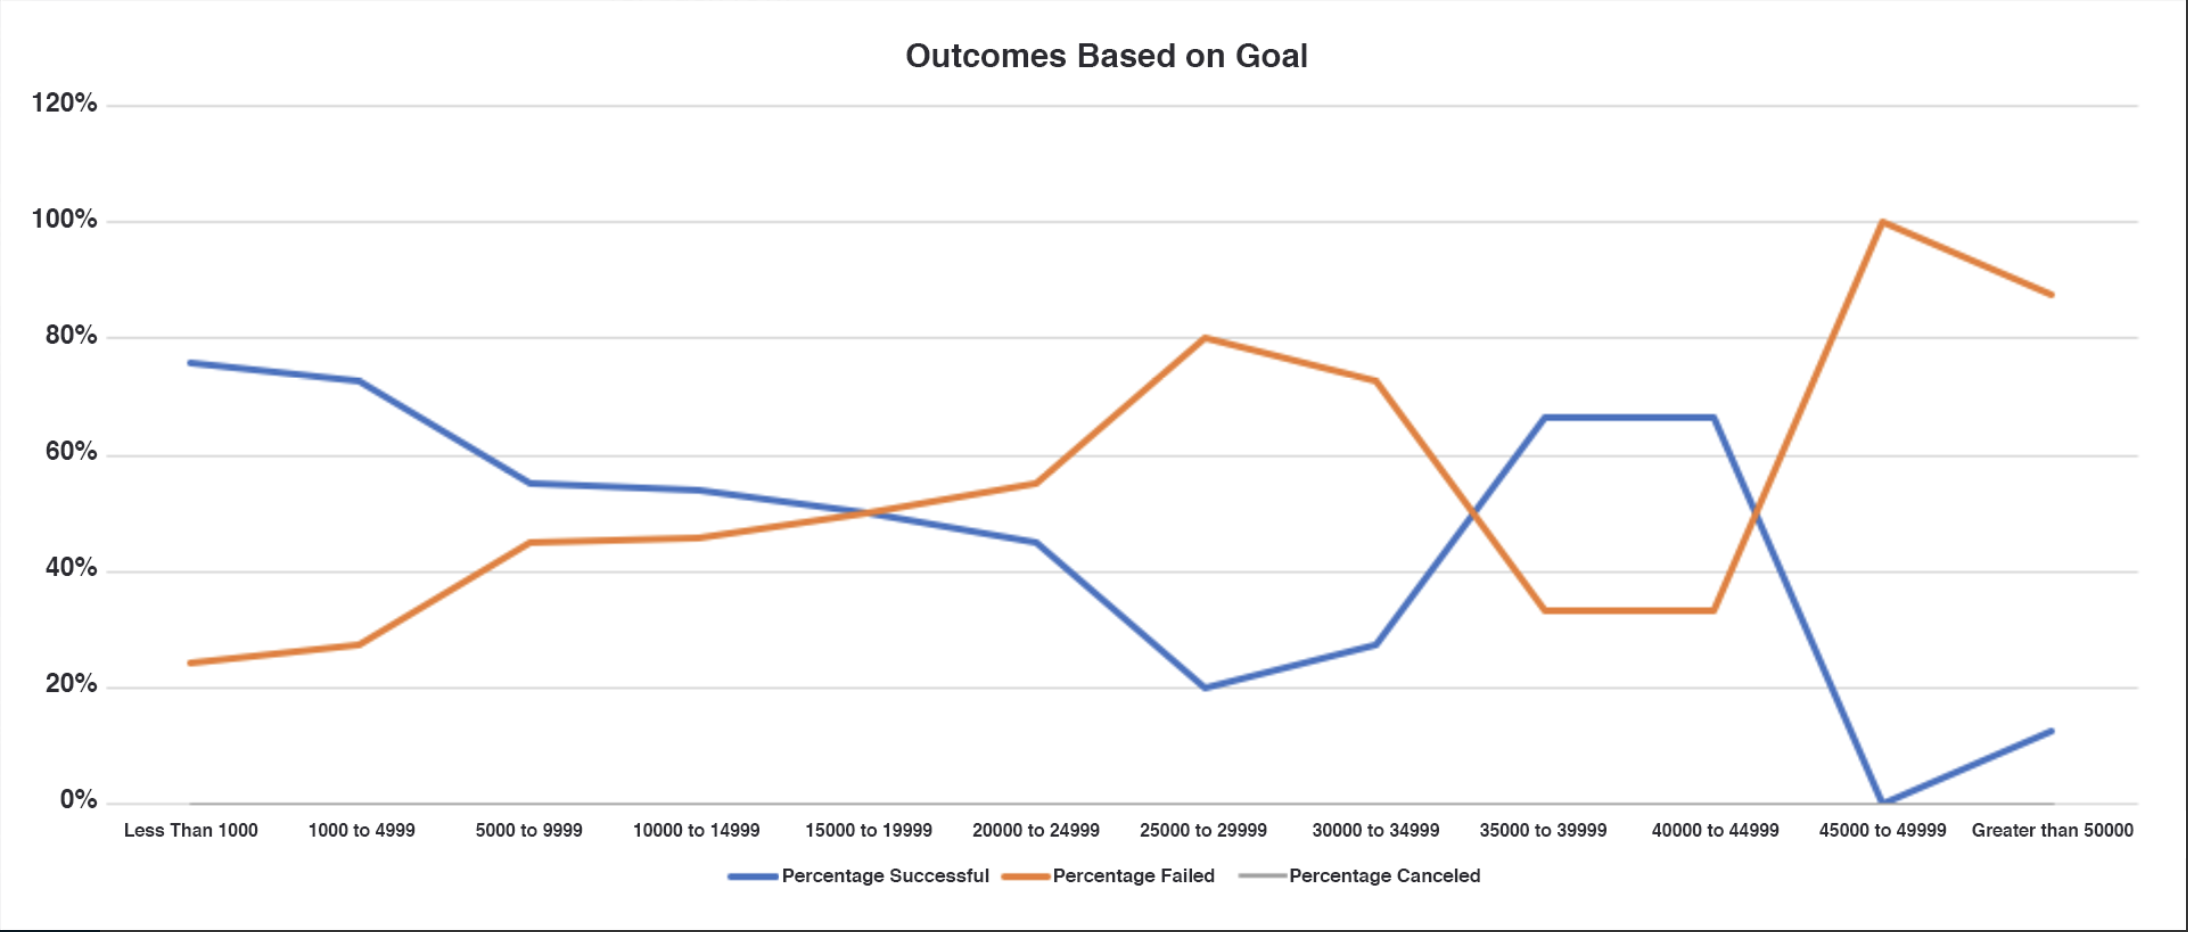 Outcomes Based on Goal
120%
100%
80%
60%
40%
20%
0%
Less Than 1000 1000 to 4999 5000 to 9999 10000 to 14999 15000 to 19999 20000 to 24999 25000 to 29999 30000 to 34999 35000 to 39999 40000 to 44999 45000 to 49999 Greater than 50000
Percentage Successful Percentage Failed Percentage Canceled